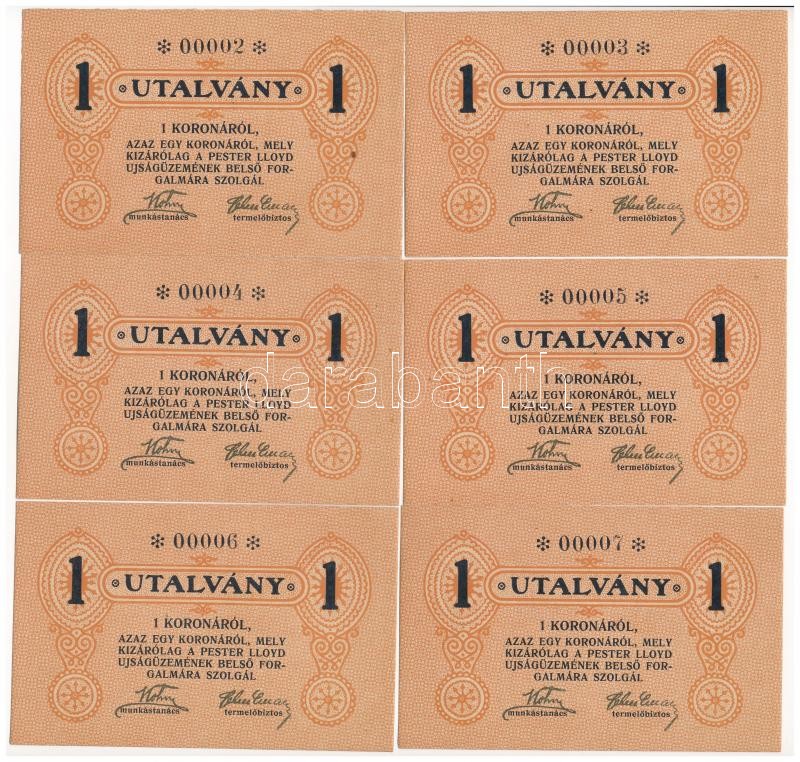 * 00002 *
1 UTALVÁNY 1
1 KORONÁRÓL,
AZAZ EGY KORONÁRÓL, MELY
KIZÁRÓLAG A PESTER LLOYD
UJSÁGÜZEMÉNEK BELSŐ FOR-
GALMÁRA SZOLGÁL
munkástanács termelőbiztos
* 00003 *
1 UTALVÁNY 1
1 KORONÁRÓL,
AZAZ EGY KORONÁRÓL, MELY
KIZÁRÓLAG A PESTER LLOYD
UJSÁGÜZEMÉNEK BELSŐ FOR-
GALMÁRA SZOLGÁL
munkástanács termelőbiztos
* 00004 *
1 UTALVÁNY 1
1 KORONÁRÓL,
AZAZ EGY KORONÁRÓL, MELY
KIZÁRÓLAG A PESTER LLOYD
UJSÁGÜZEMÉNEK BELSŐ FOR-
GALMÁRA SZOLGÁL
munkástanács termelőbiztos
* 00005 *
1 UTALVÁNY 1
1 KORONÁRÓL,
AZAZ EGY KORONÁRÓL, MELY
KIZÁRÓLAG A PESTER LLOYD
UJSÁGÜZEMÉNEK BELSŐ FOR-
GALMÁRA SZOLGÁL
munkástanács termelőbiztos
darabanth
* 00006 *
1 UTALVÁNY 1
1 KORONÁRÓL,
AZAZ EGY KORONÁRÓL, MELY
KIZÁRÓLAG A PESTER LLOYD
UJSÁGÜZEMÉNEK BELSŐ FOR-
GALMÁRA SZOLGÁL
munkástanács termelőbiztos
* 00007 *
1 UTALVÁNY 1
1 KORONÁRÓL,
AZAZ EGY KORONÁRÓL, MELY
KIZÁRÓLAG A PESTER LLOYD
UJSÁGÜZEMÉNEK BELSŐ FOR-
GALMÁRA SZOLGÁL
munkástanács termelőbiztos